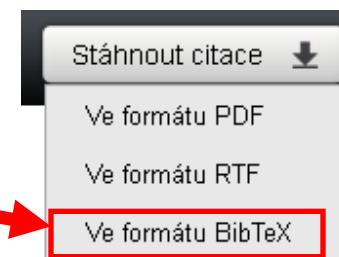 Stáhnout citace
Ve formátu PDF
Ve formátu RTF
Ve formátu BibTeX